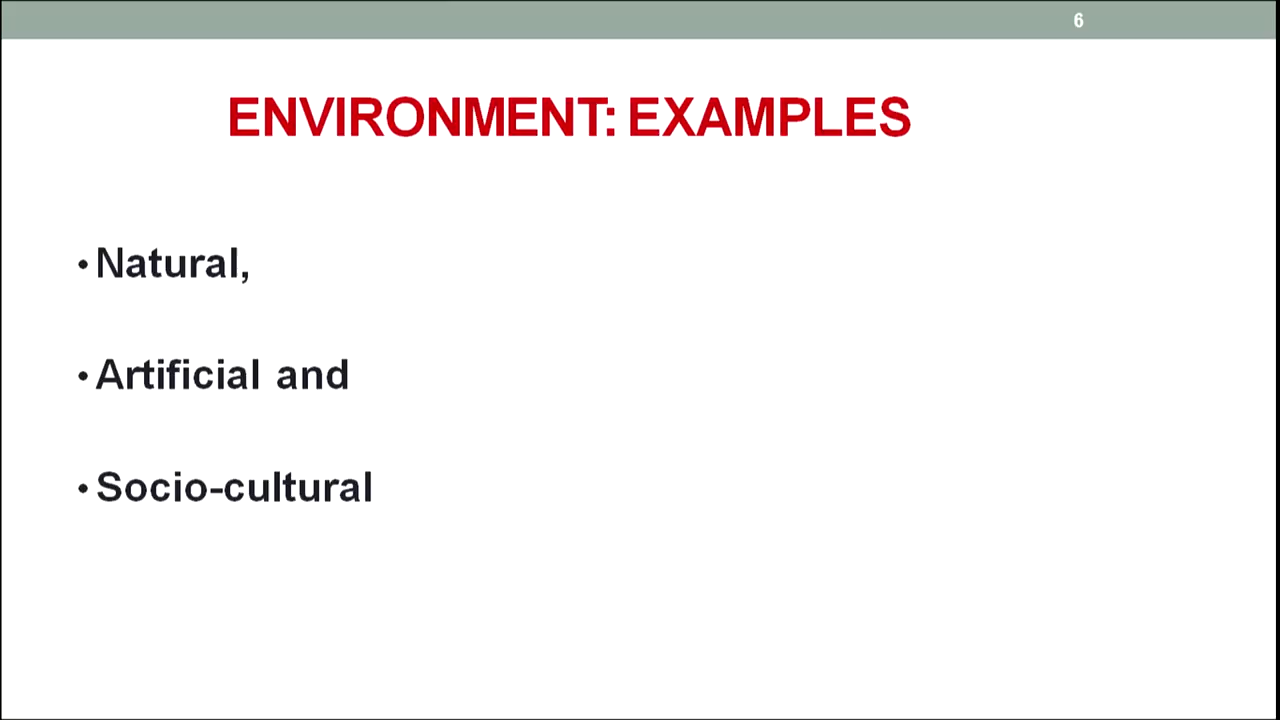 6
ENVIRONMENT: EXAMPLES
• Natural,
• Artificial and
• Socio-cultural